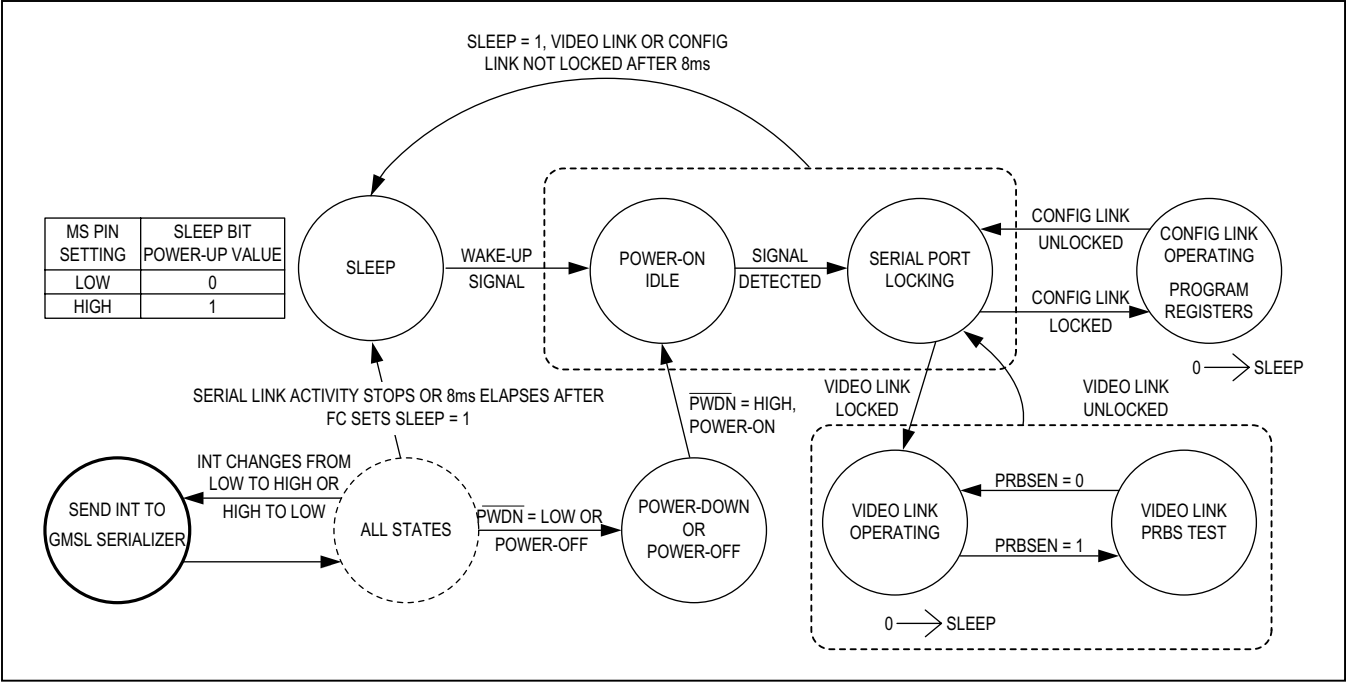 SLEEP = 1, VIDEO LINK OR CONFIG
LINK NOT LOCKED AFTER 8ms
MS PIN
SETTING
SLEEP BIT
POWER-UP VALUE
LOW
0
HIGH
1
SLEEP
WAKE-UP
SIGNAL
POWER-ON
IDLE
SIGNAL
DETECTED
SERIAL PORT
LOCKING
CONFIG LINK
UNLOCKED
CONFIG LINK
LOCKED
CONFIG LINK
OPERATING
PROGRAM
REGISTERS
0 SLEEP
SERIAL LINK ACTIVITY STOPS OR 8ms ELAPSES AFTER
FC SETS SLEEP = 1
PWDN = HIGH,
POWER-ON
VIDEO LINK
LOCKED
VIDEO LINK
UNLOCKED
INT CHANGES FROM
LOW TO HIGH OR
HIGH TO LOW
SEND INT TO
GMSL SERIALIZER
ALL STATES
PWDN = LOW OR
POWER-OFF
POWER-DOWN
OR
POWER-OFF
VIDEO LINK
OPERATING
PRBSEN = 0
PRBSEN = 1
VIDEO LINK
PRBS TEST
0 SLEEP